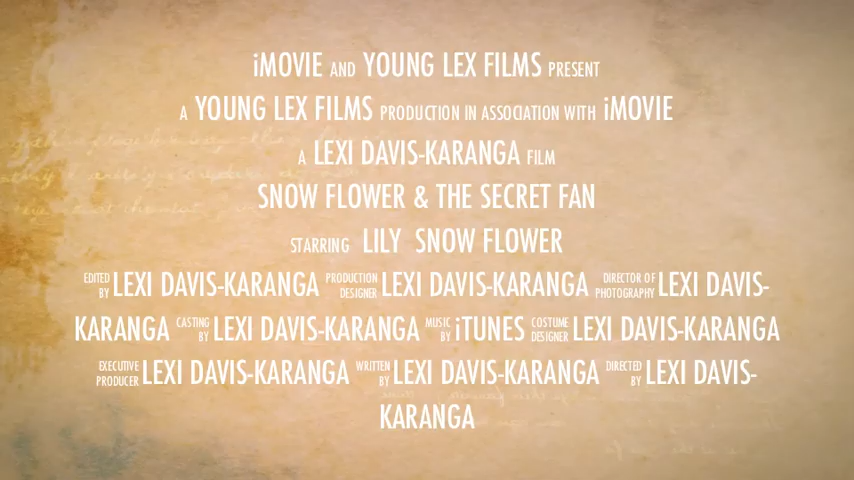 iMOVIE AND YOUNG LEX FILMS PRESENT
A YOUNG LEX FILMS PRODUCTION IN ASSOCIATION WITH iMOVIE
A LEXI DAVIS-KARANGA FILM
SNOW FLOWER & THE SECRET FAN
STARRING LILY SNOW FLOWER
EDITED BY LEXI DAVIS-KARANGA PRODUCTION DESIGNER LEXI DAVIS-KARANGA DIRECTOR OF PHOTOGRAPHY LEXI DAVIS-
KARANGA CASTING BY LEXI DAVIS-KARANGA MUSIC BY iTUNES COSTUME DESIGNER LEXI DAVIS-KARANGA
EXECUTIVE PRODUCER LEXI DAVIS-KARANGA WRITTEN BY LEXI DAVIS-KARANGA DIRECTED BY LEXI DAVIS-
KARANGA